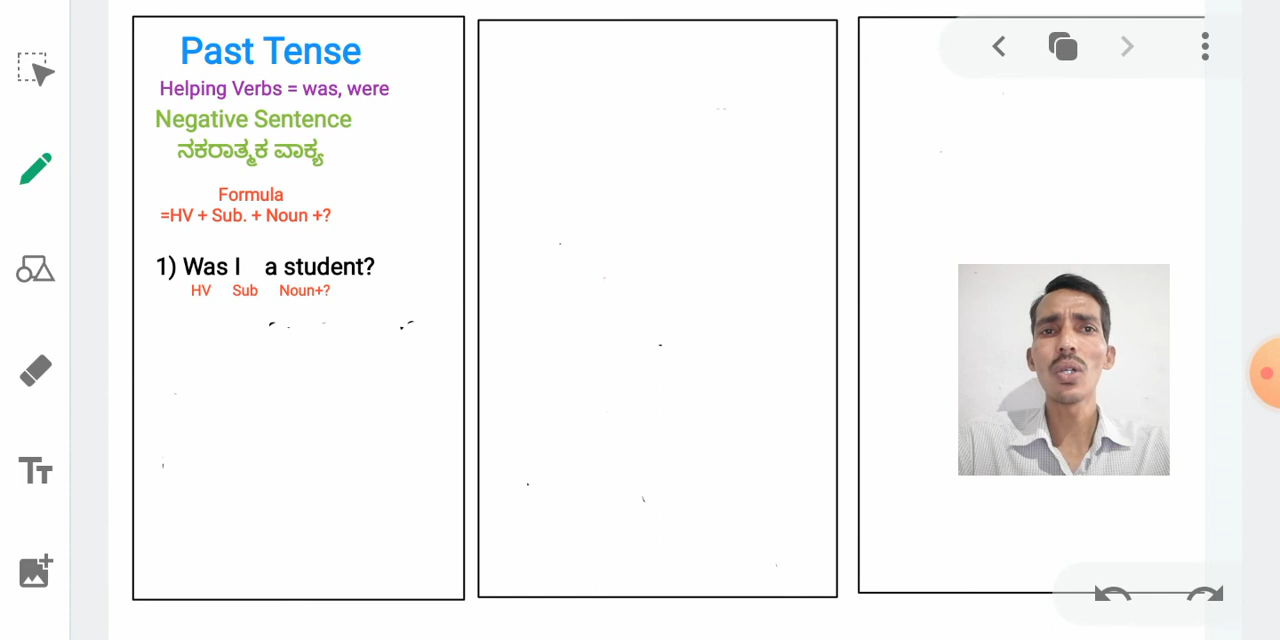 Past Tense
Helping Verbs = was, were
Negative Sentence
ನಕರಾತ್ಮಕ ವಾಕ್ಯ
Formula
=HV + Sub. + Noun +?
1) Was I a student?
HV Sub Noun+?
TT